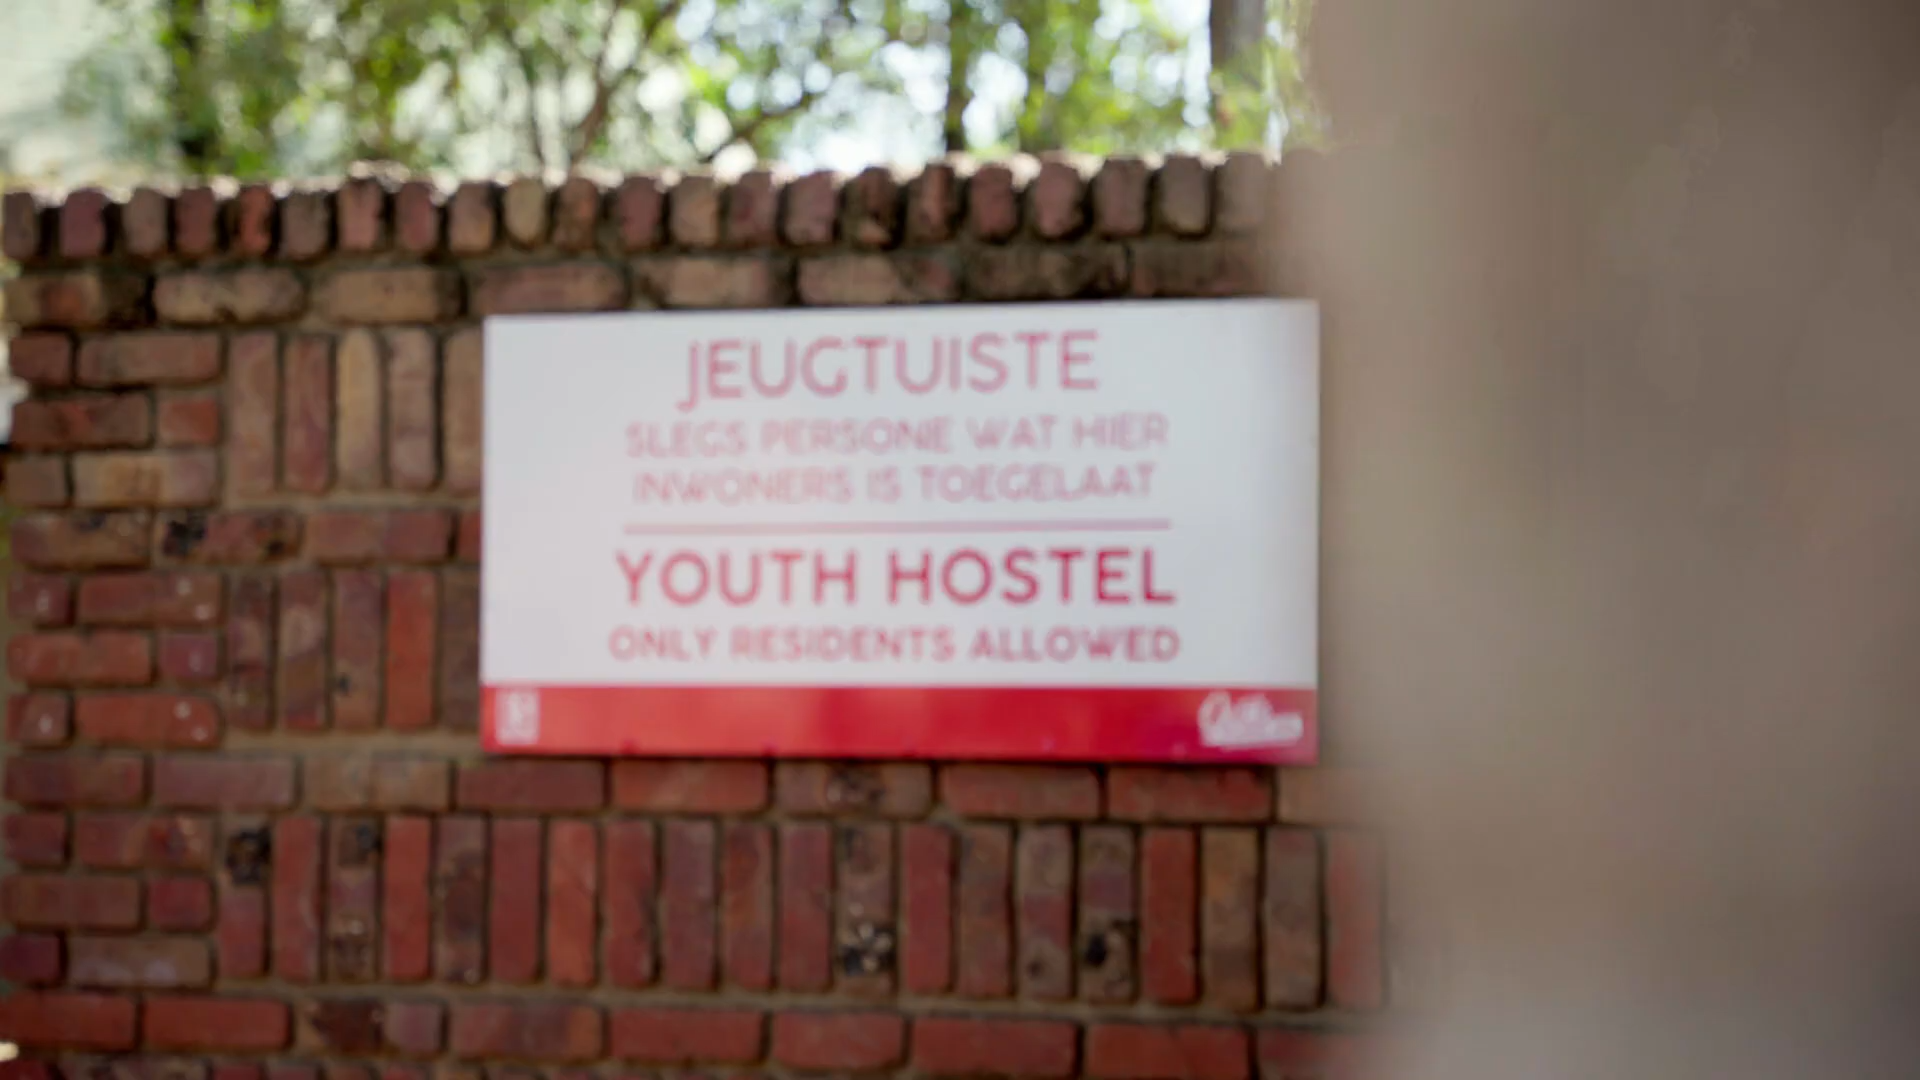 JEUGTUISTE
SLEGS PERSONE WAT HIER
INWONERS IS TOEGELAAT
YOUTH HOSTEL
ONLY RESIDENTS ALLOWED